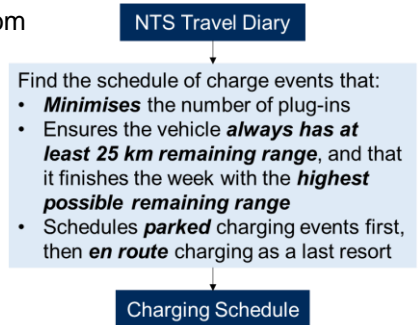 om
NTS Travel Diary
Find the schedule of charge events that:
• Minimises the number of plug-ins
• Ensures the vehicle always has at
least 25 km remaining range, and that
it finishes the week with the highest
possible remaining range
• Schedules parked charging events first,
then en route charging as a last resort
Charging Schedule